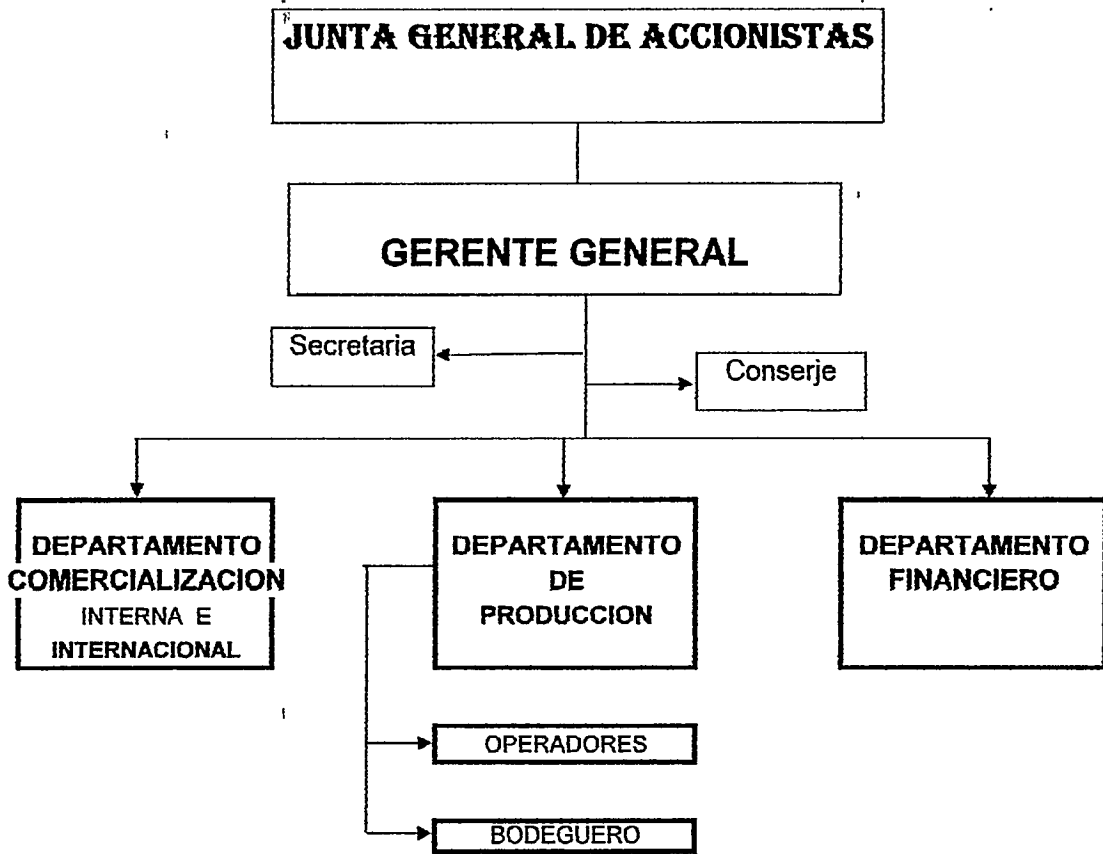 JUNTA GENERAL DE ACCIONISTAS
GERENTE GENERAL
Secretaria
Conserje
DEPARTAMENTO
COMERCIALIZACION
INTERNA E
INTERNACIONAL
DEPARTAMENTO
DE
PRODUCCION
DEPARTAMENTO
FINANCIERO
OPERADORES
BODEGUERO